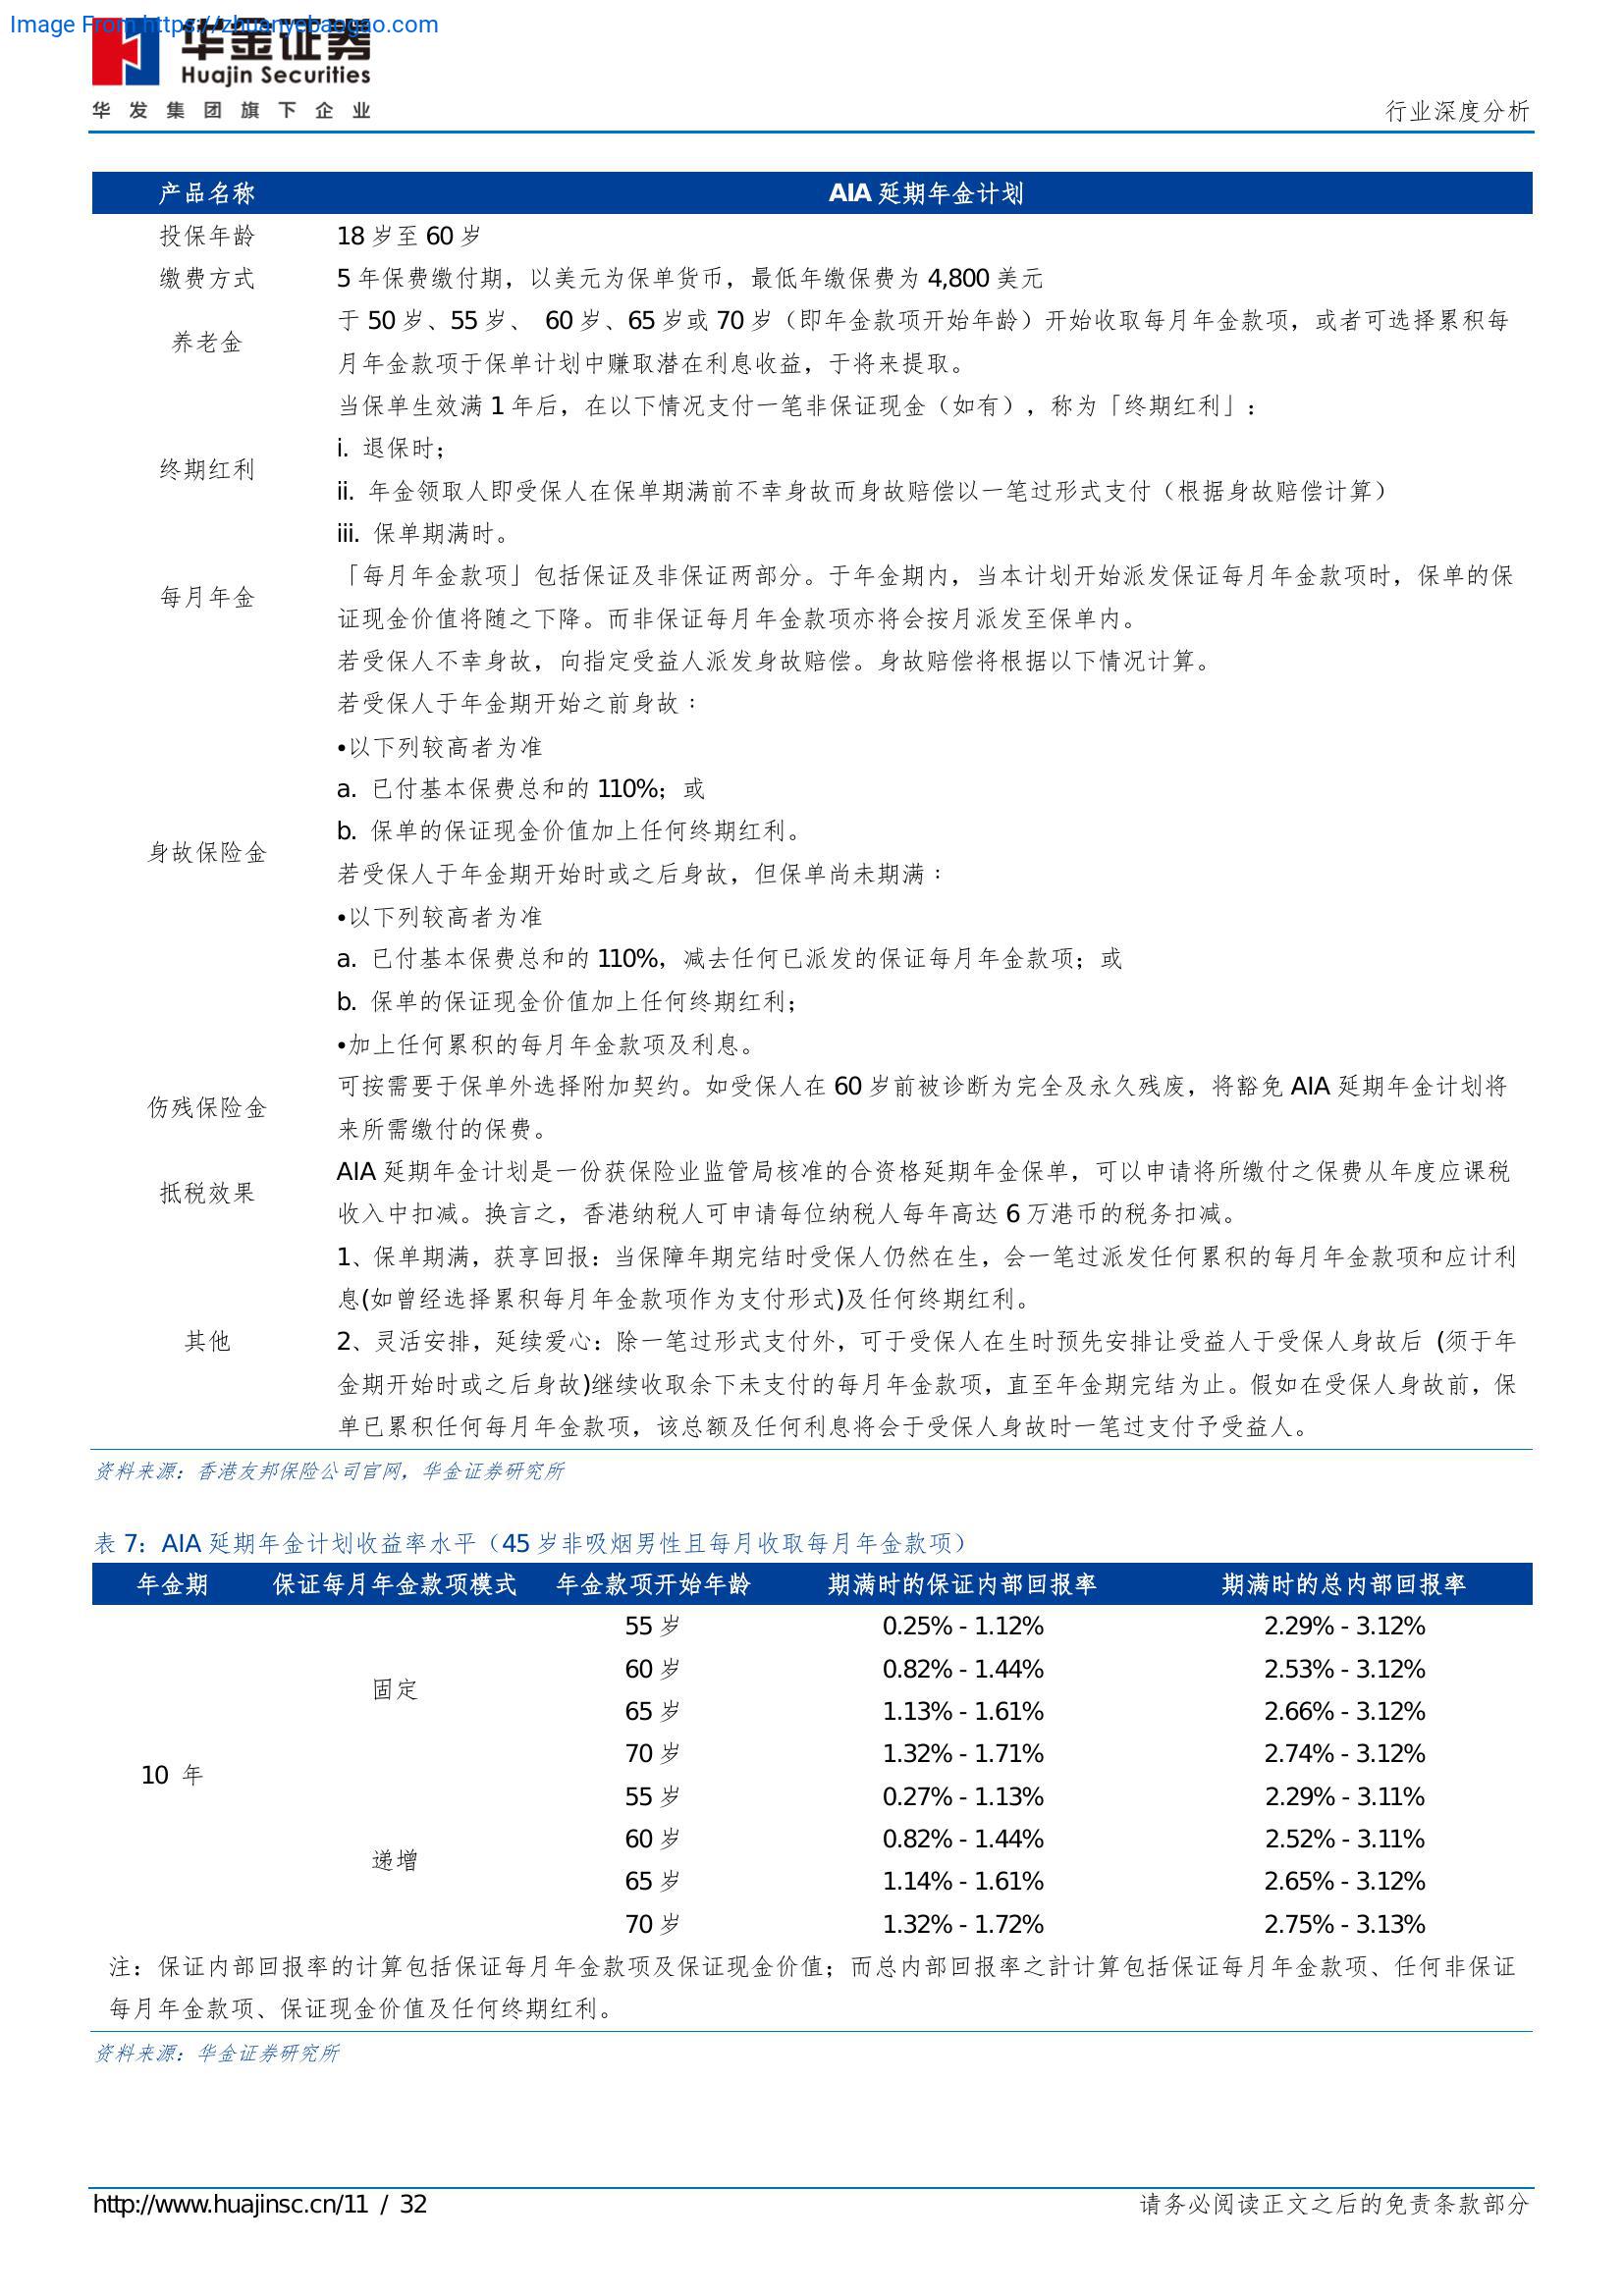 Image From https://zhuanyebaogao.com
华金证券
Huajin Securities
华发集团旗下企业
行业深度分析
产品名称 AIA 延期年金计划
投保年龄 18 岁至 60 岁
缴费方式 5 年保费缴付期，以美元为保单货币，最低年缴保费为 4,800 美元
养老金
于 50 岁、55 岁、 60 岁、65 岁或 70 岁（即年金款项开始年龄）开始收取每月年金款项，或者可选择累积每
月年金款项于保单计划中赚取潜在利息收益，于将来提取。
终期红利
当保单生效满 1 年后，在以下情况支付一笔非保证现金（如有），称为「终期红利」:
i. 退保时；
ii. 年金领取人即受保人在保单期满前不幸身故而身故赔偿以一笔过形式支付（根据身故赔偿计算）
iii. 保单期满时。
每月年金
「每月年金款项」包括保证及非保证两部分。于年金期内，当本计划开始派发保证每月年金款项时，保单的保
证现金价值将随之下降。而非保证每月年金款项亦将会按月派发至保单内。
身故保险金
若受保人不幸身故，向指定受益人派发身故赔偿。身故赔偿将根据以下情况计算。
若受保人于年金期开始之前身故：
•以下列较高者为准
a. 已付基本保费总和的 110%；或
b. 保单的保证现金价值加上任何终期红利。
若受保人于年金期开始时或之后身故，但保单尚未期满：
•以下列较高者为准
a. 已付基本保费总和的 110%，减去任何已派发的保证每月年金款项；或
b. 保单的保证现金价值加上任何终期红利；
•加上任何累积的每月年金款项及利息。
伤残保险金
可按需要于保单外选择附加契约。如受保人在 60 岁前被诊断为完全及永久残废，将豁免 AIA 延期年金计划将
来所需缴付的保费。
抵税效果
AIA 延期年金计划是一份获保险业监管局核准的合资格延期年金保单，可以申请将所缴付之保费从年度应课税
收入中扣减。换言之，香港纳税人可申请每位纳税人每年高达 6 万港币的税务扣减。
其他
1、保单期满，获享回报：当保障年期完结时受保人仍然在生，会一笔过派发任何累积的每月年金款项和应计利
息(如曾经选择累积每月年金款项作为支付形式)及任何终期红利。
2、灵活安排，延续爱心：除一笔过形式支付外，可于受保人在生时预先安排让受益人于受保人身故后 (须于年
金期开始时或之后身故)继续收取余下未支付的每月年金款项，直至年金期完结为止。假如在受保人身故前，保
单已累积任何每月年金款项，该总额及任何利息将会于受保人身故时一笔过支付予受益人。
资料来源：香港友邦保险公司官网，华金证券研究所
表 7：AIA 延期年金计划收益率水平（45 岁非吸烟男性且每月收取每月年金款项）
年金期 保证每月年金款项模式 年金款项开始年龄 期满时的保证内部回报率 期满时的总内部回报率
10 年
固定
55 岁 0.25% - 1.12% 2.29% - 3.12%
60 岁 0.82% - 1.44% 2.53% - 3.12%
65 岁 1.13% - 1.61% 2.66% - 3.12%
70 岁 1.32% - 1.71% 2.74% - 3.12%
递增
55 岁 0.27% - 1.13% 2.29% - 3.11%
60 岁 0.82% - 1.44% 2.52% - 3.11%
65 岁 1.14% - 1.61% 2.65% - 3.12%
70 岁 1.32% - 1.72% 2.75% - 3.13%
注：保证内部回报率的计算包括保证每月年金款项及保证现金价值；而总内部回报率之計计算包括保证每月年金款项、任何非保证
每月年金款项、保证现金价值及任何终期红利。
资料来源：华金证券研究所
http://www.huajinsc.cn/11 / 32
请务必阅读正文之后的免责条款部分